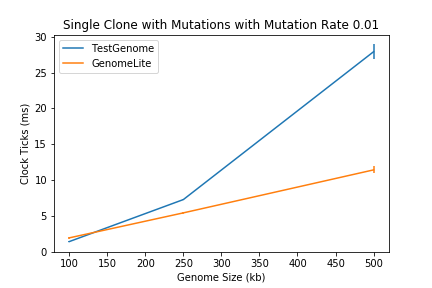 Single Clone with Mutations with Mutation Rate 0.01
TestGenome
GenomeLite
Clock Ticks (ms)
30
25
20
15
10
5
0
100 150 200 250 300 350 400 450 500
Genome Size (kb)